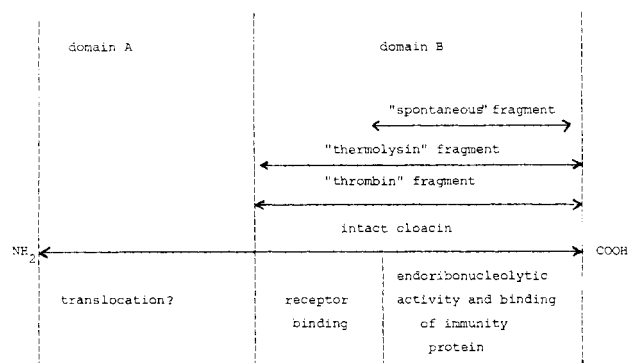 domain A domain B
"spontaneous" fragment
"thermolysin" fragment
"thrombin" fragment
intact cloacin
NH2 COOH
translocation? receptor binding endoribonucleolytic activity and binding of immunity protein